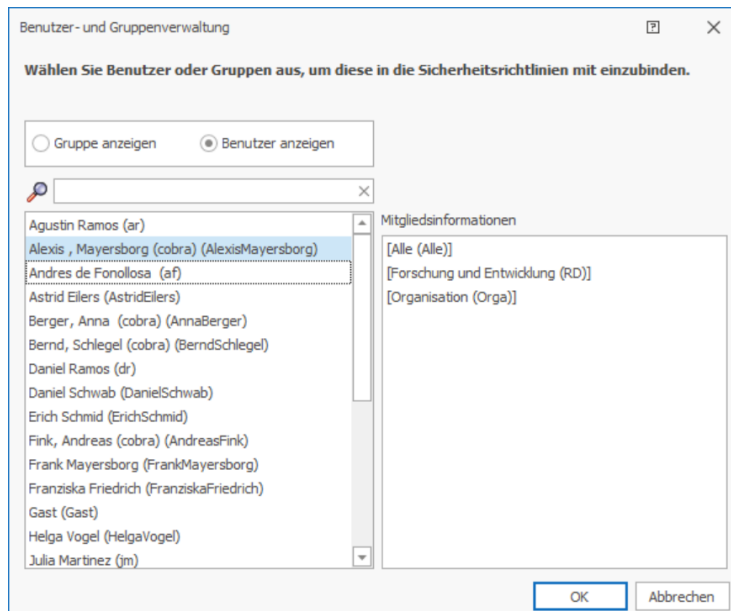 Benutzer- und Gruppenverwaltung
Wählen Sie Benutzer oder Gruppen aus, um diese in die Sicherheitsrichtlinien mit einzubinden.
Gruppe anzeigen
Benutzer anzeigen
Mitgliedsinformationen
Agustin Ramos (ar)
Alexis , Mayersborg (cobra) (AlexisMayersborg)
Andres de Fonollosa (af)
Astrid Eilers (AstridEilers)
Berger, Anna (cobra) (AnnaBerger)
Bernd, Schlegel (cobra) (BerndSchlegel)
Daniel Ramos (dr)
Daniel Schwab (DanielSchwab)
Erich Schmid (ErichSchmid)
Fink, Andreas (cobra) (AndreasFink)
Frank Mayersborg (FrankMayersborg)
Franziska Friedrich (FranziskaFriedrich)
Gast (Gast)
Helga Vogel (HelgaVogel)
Julia Martinez (jm)
[Alle (Alle)]
[Forschung und Entwicklung (RD)]
[Organisation (Orga)]
OK
Abbrechen